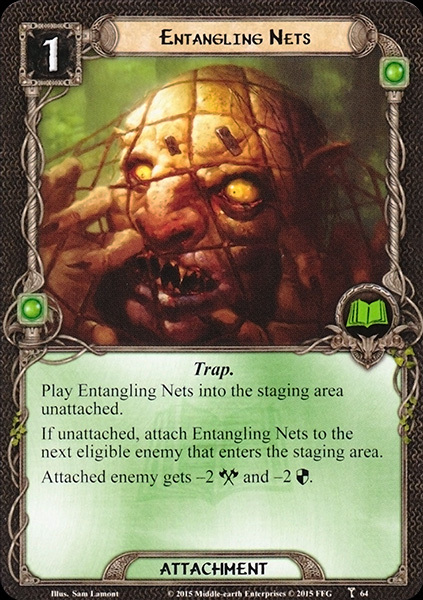 1
ENTANGLING NETS
Trap.
Play Entangling Nets into the staging area
unattached.
If unattached, attach Entangling Nets to the
next eligible enemy that enters the staging area.
Attached enemy gets –2 and –2 .
ATTACHMENT
Illus. Sam Lamont © 2015 Middle-earth Enterprises © 2015 FFG 64